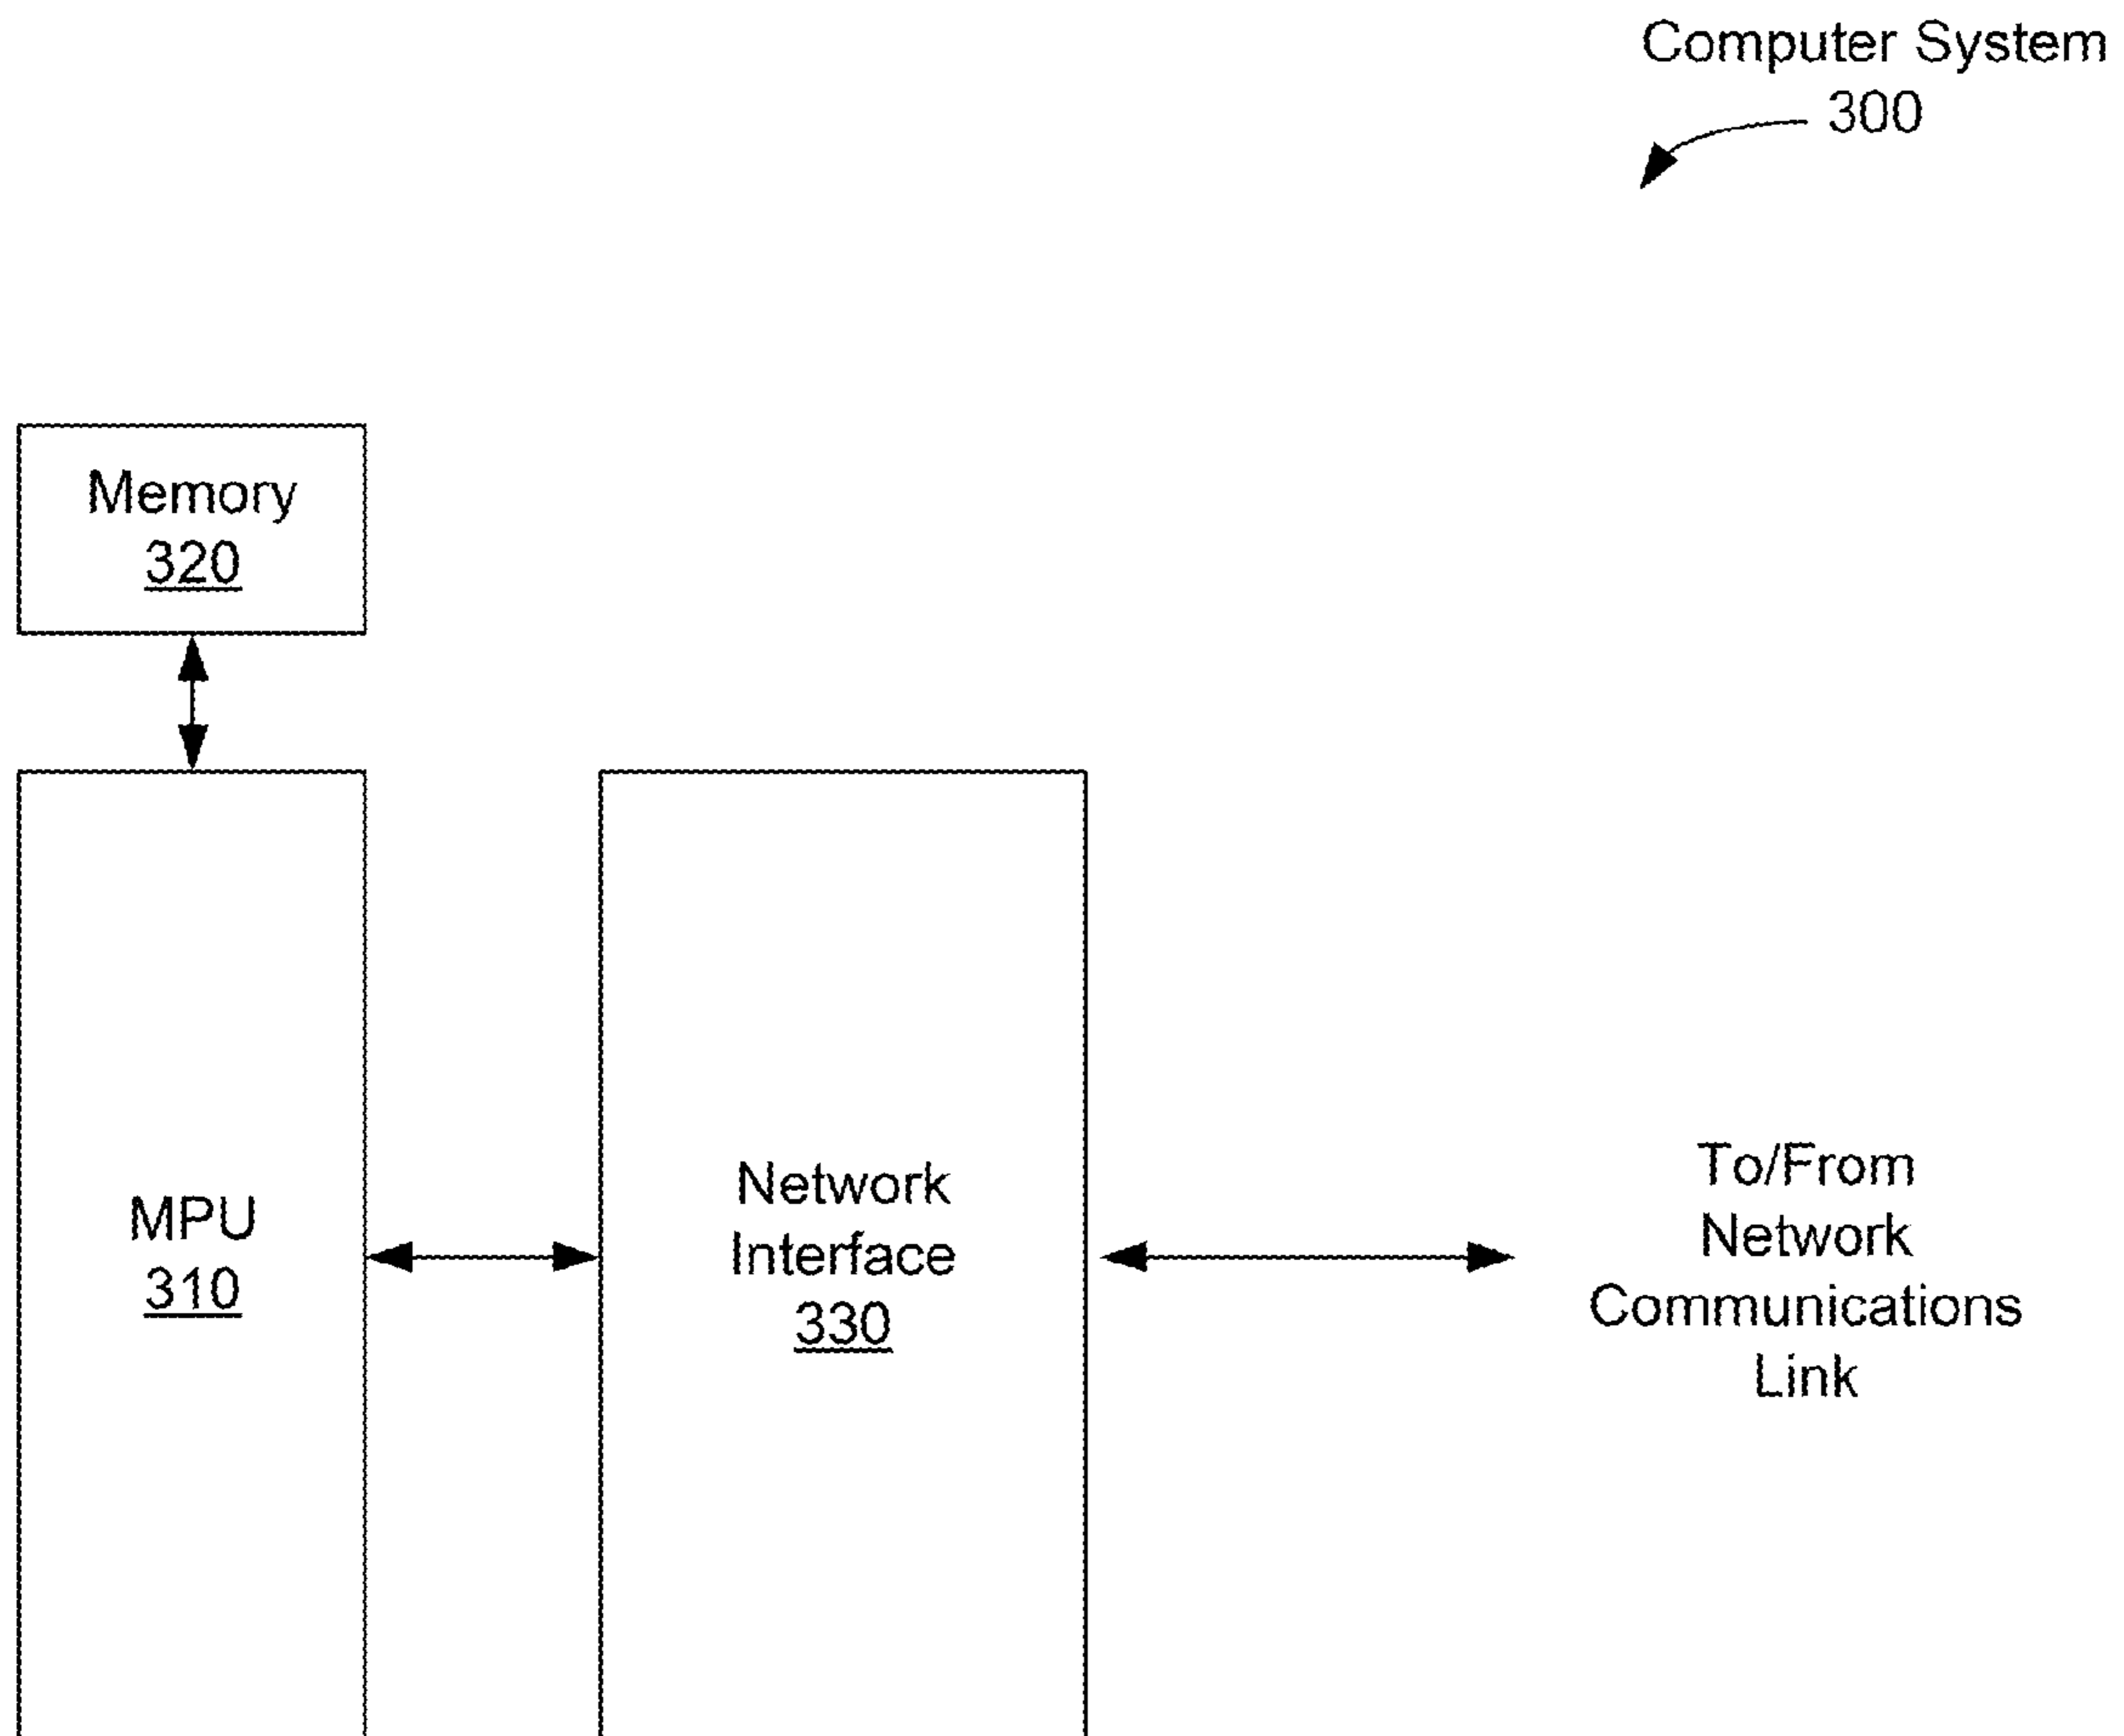 Computer System
300
Memory
320
MPU
310
Network
Interface
330
To/From
Network
Communications
Link